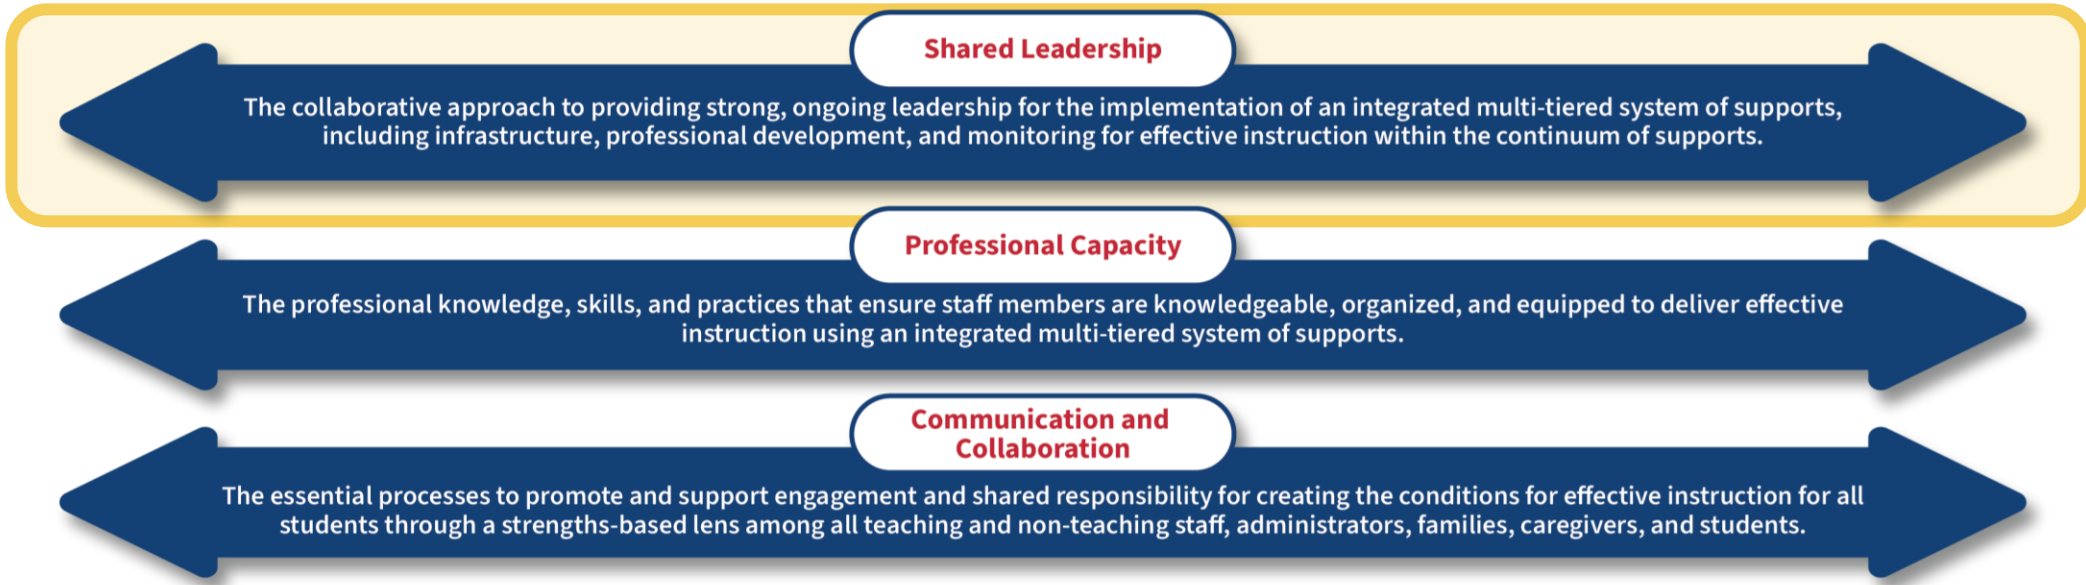 Shared Leadership
The collaborative approach to providing strong, ongoing leadership for the implementation of an integrated multi-tiered system of supports,
including infrastructure, professional development, and monitoring for effective instruction within the continuum of supports.
Professional Capacity
The professional knowledge, skills, and practices that ensure staff members are knowledgeable, organized, and equipped to deliver effective
instruction using an integrated multi-tiered system of supports.
Communication and
Collaboration
The essential processes to promote and support engagement and shared responsibility for creating the conditions for effective instruction for all
students through a strengths-based lens among all teaching and non-teaching staff, administrators, families, caregivers, and students.